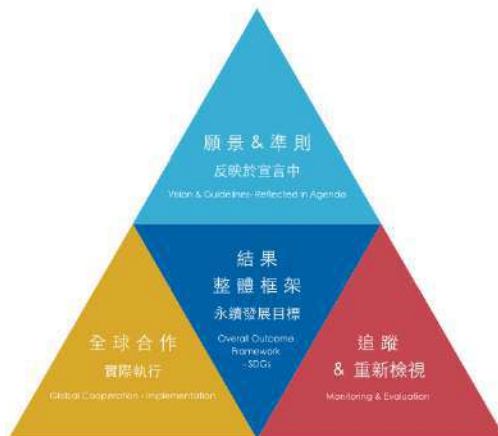 願景 & 準則
反映於宣言中
Vision & Guidelines- Reflected in Agenda
結果
整體框架
永續發展目標
Overall Outcome
Framework
- SDGs
全球合作
實際執行
Global Cooperation - Implementation
追蹤
& 重新檢視
Monitoring & Evaluation